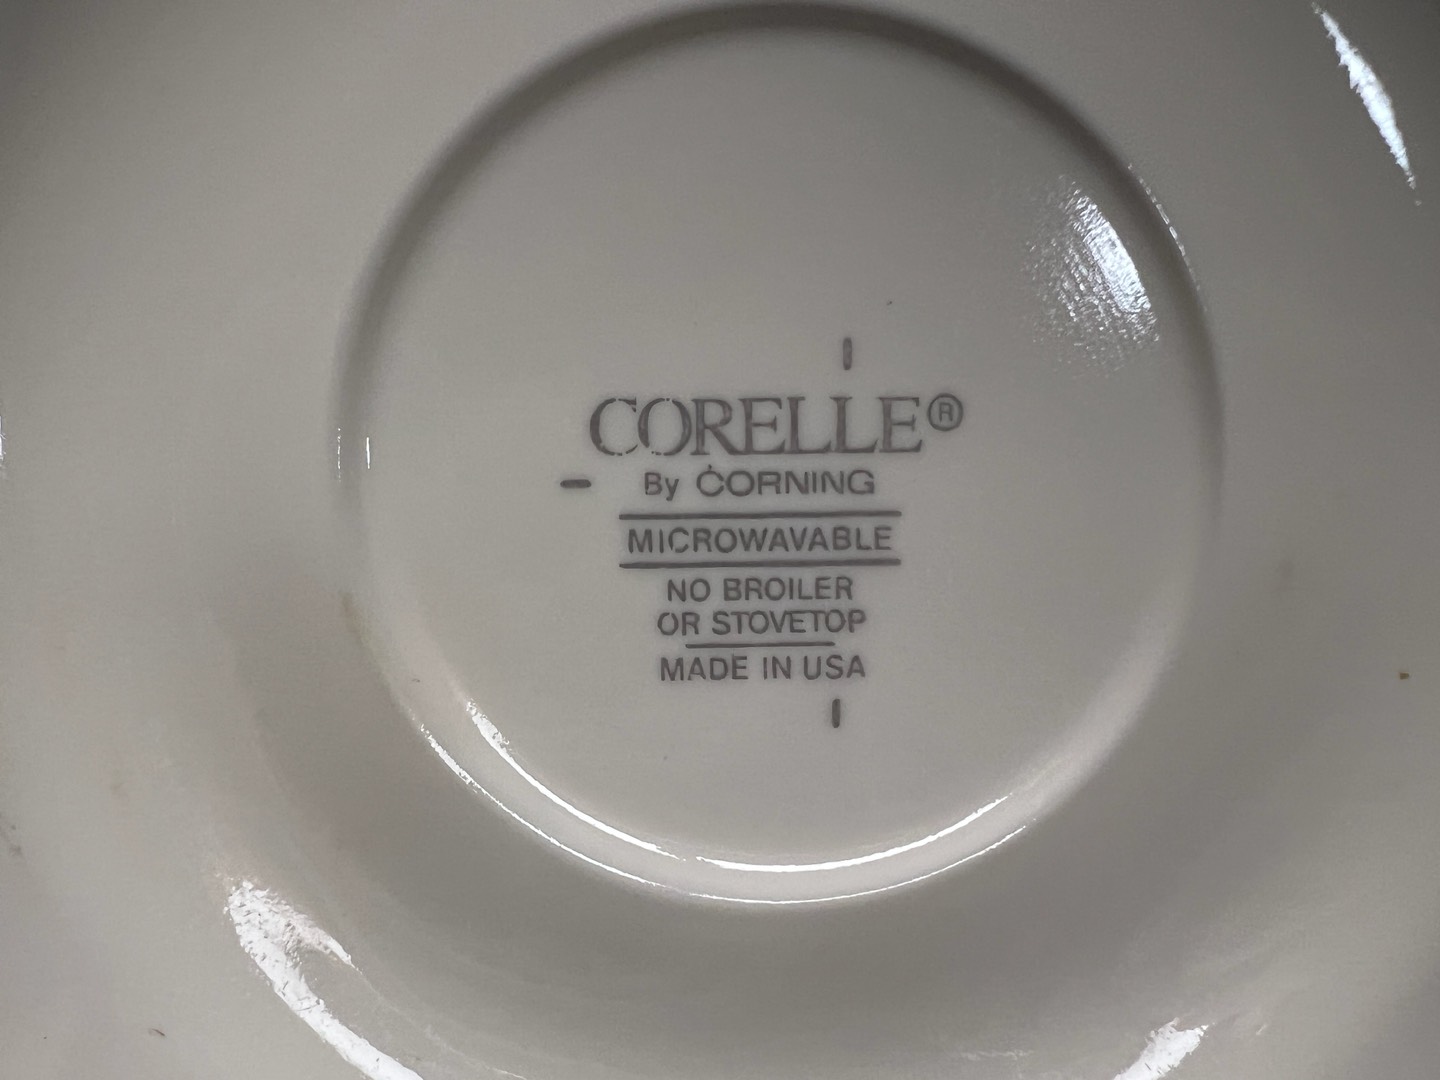 CORELLE®
By CORNING
MICROWAVABLE
NO BROILER
OR STOVETOP
MADE IN USA